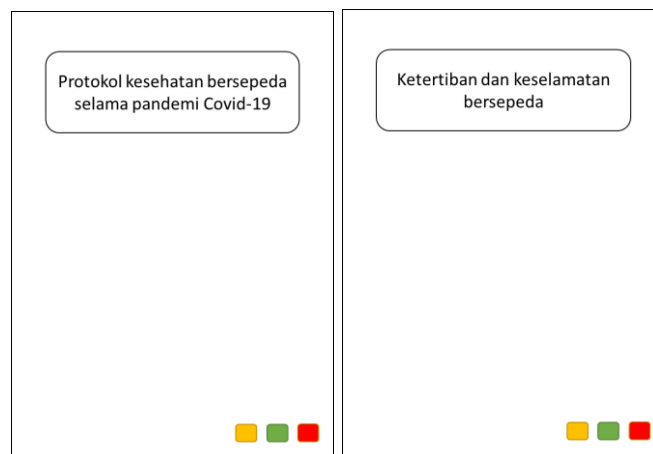 Protokol kesehatan bersepeda
selama pandemi Covid-19
Ketertiban dan keselamatan
bersepeda